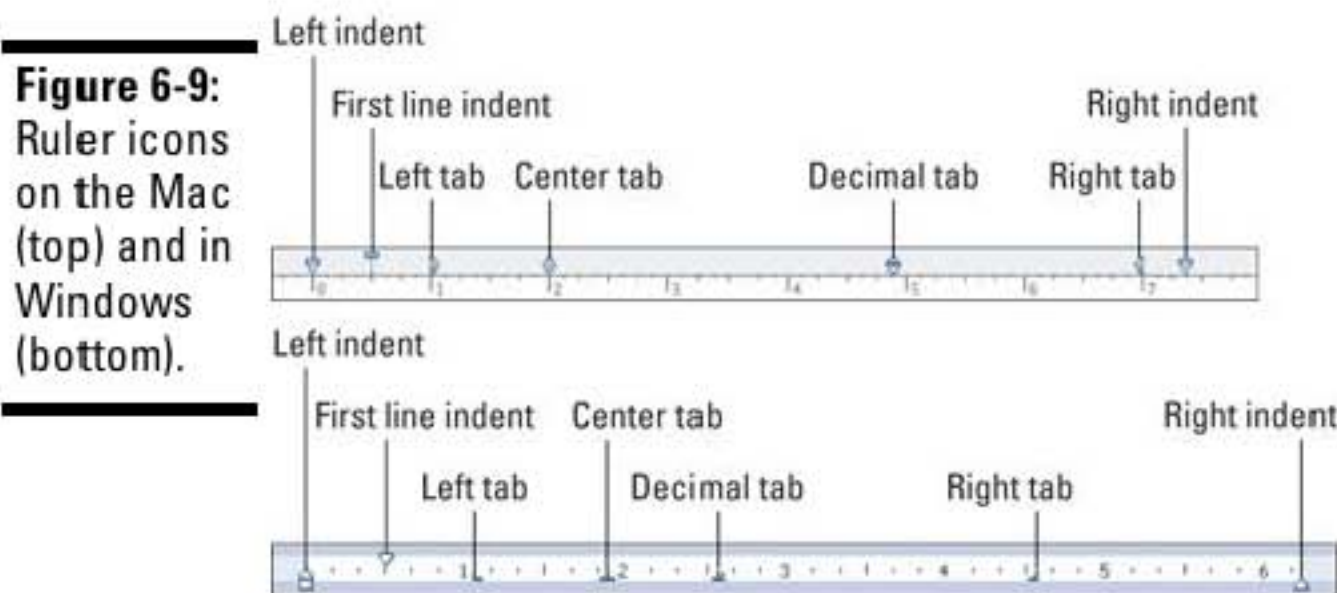 Figure 6-9:
Ruler icons
on the Mac
(top) and in
Windows
(bottom).
Left indent
First line indent
Right indent
Left tab
Center tab
Decimal tab
Right tab
0 1 2 3 4 5 6 7
Left indent
First line indent
Center tab
Right indent
Left tab
Decimal tab
Right tab
1 2 3 4 5 6